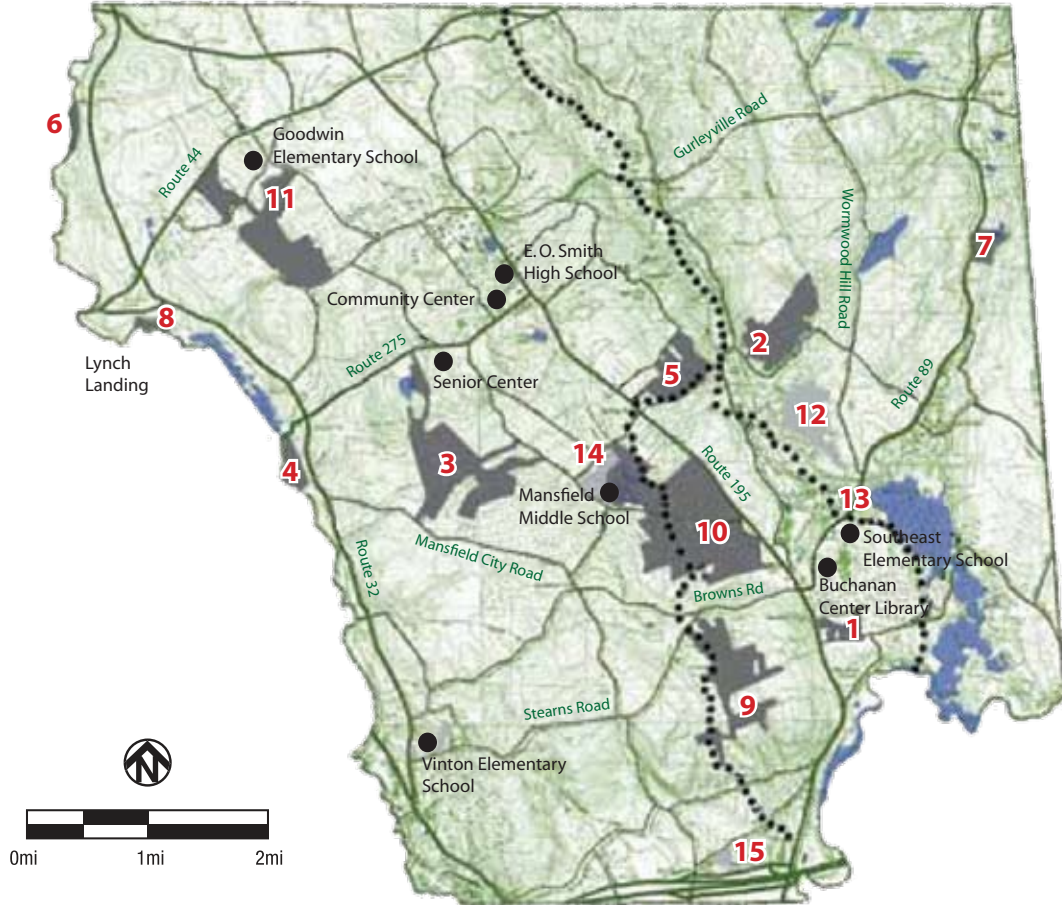 Gurleyville Road
6
Goodwin
Elementary School
Route 44
11
Wormwood Hill Road
7
E. O. Smith
High School
Community Center
8
Lynch
Landing
Route 275
2
5
Senior Center
Route 89
12
14
3
4
Route 195
Mansfield
Middle School
13
10
Southeast
Elementary School
Mansfield City Road
Route 32
Browns Rd
Buchanan
Center Library
1
9
Stearns Road
N
Vinton Elementary
School
15
0mi
1mi
2mi